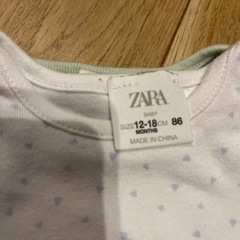 ZARA
BABY
SIZE 12-18 CM 86
MONTHS
MADE IN CHINA